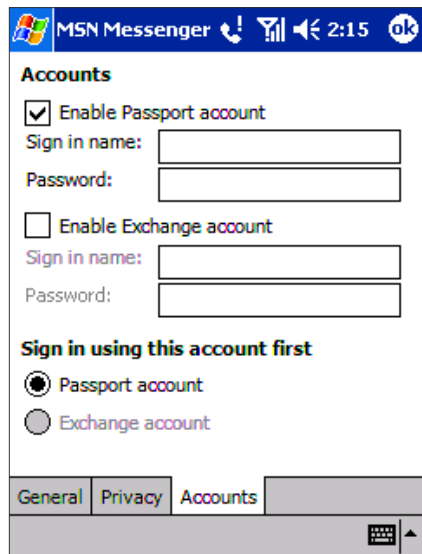 MSN Messenger 2:15 ok
Accounts
Enable Passport account
Sign in name:
Password:
Enable Exchange account
Sign in name:
Password:
Sign in using this account first
Passport account
Exchange account
General Privacy Accounts